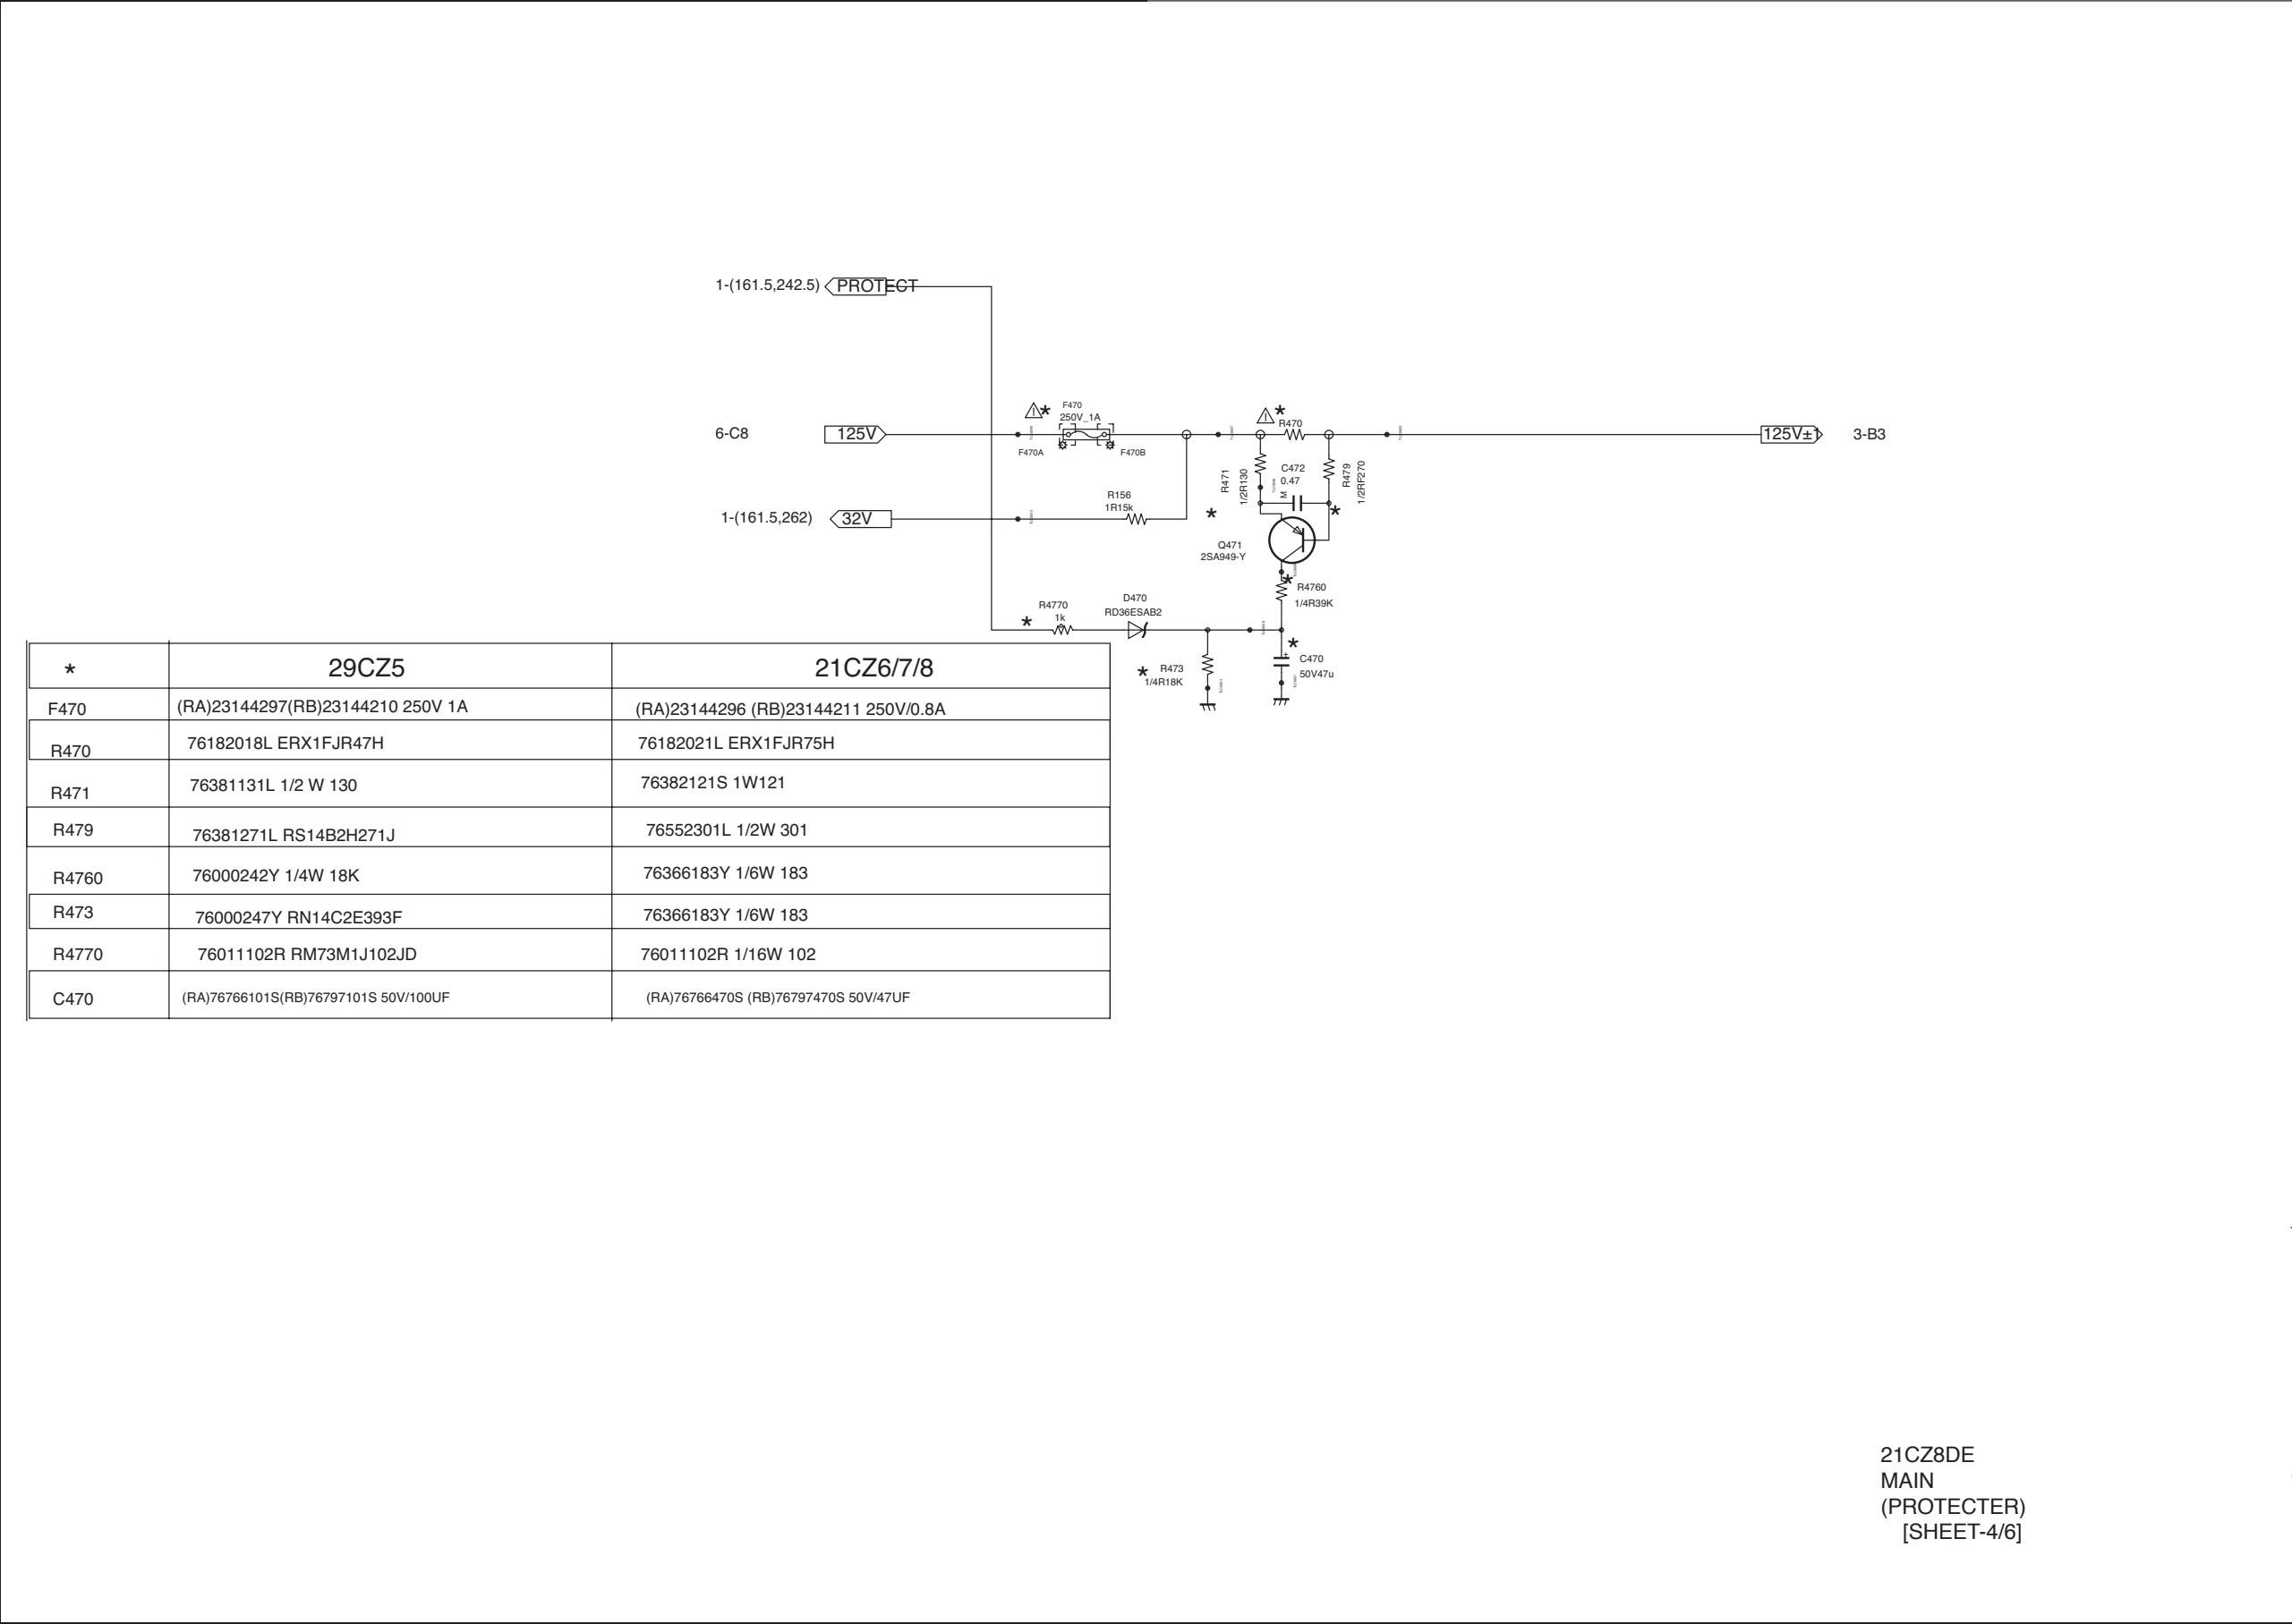 1-(161.5,242.5) PROTECT
F470
250V_1A
R470
6-C8 125V
125V±1 3-B3
F470A
F470B
R471
1/2R130
C472
0.47
M
R479
1/2RF270
R156
1R15k
1-(161.5,262) 32V
*
*
*
*
Q471
2SA949-Y
*
R4760
1/4R39K
D470
RD36ESAB2
R4770
1k
*
*
C470
50V47u
* R473
1/4R18K
* 29CZ5 21CZ6/7/8
F470 (RA)23144297(RB)23144210 250V 1A (RA)23144296 (RB)23144211 250V/0.8A
R470 76182018L ERX1FJR47H 76182021L ERX1FJR75H
R471 76381131L 1/2 W 130 76382121S 1W121
R479 76381271L RS14B2H271J 76552301L 1/2W 301
R4760 76000242Y 1/4W 18K 76366183Y 1/6W 183
R473 76000247Y RN14C2E393F 76366183Y 1/6W 183
R4770 76011102R RM73M1J102JD 76011102R 1/16W 102
C470 (RA)76766101S(RB)76797101S 50V/100UF (RA)76766470S (RB)76797470S 50V/47UF
21CZ8DE
MAIN
(PROTECTER)
[SHEET-4/6]